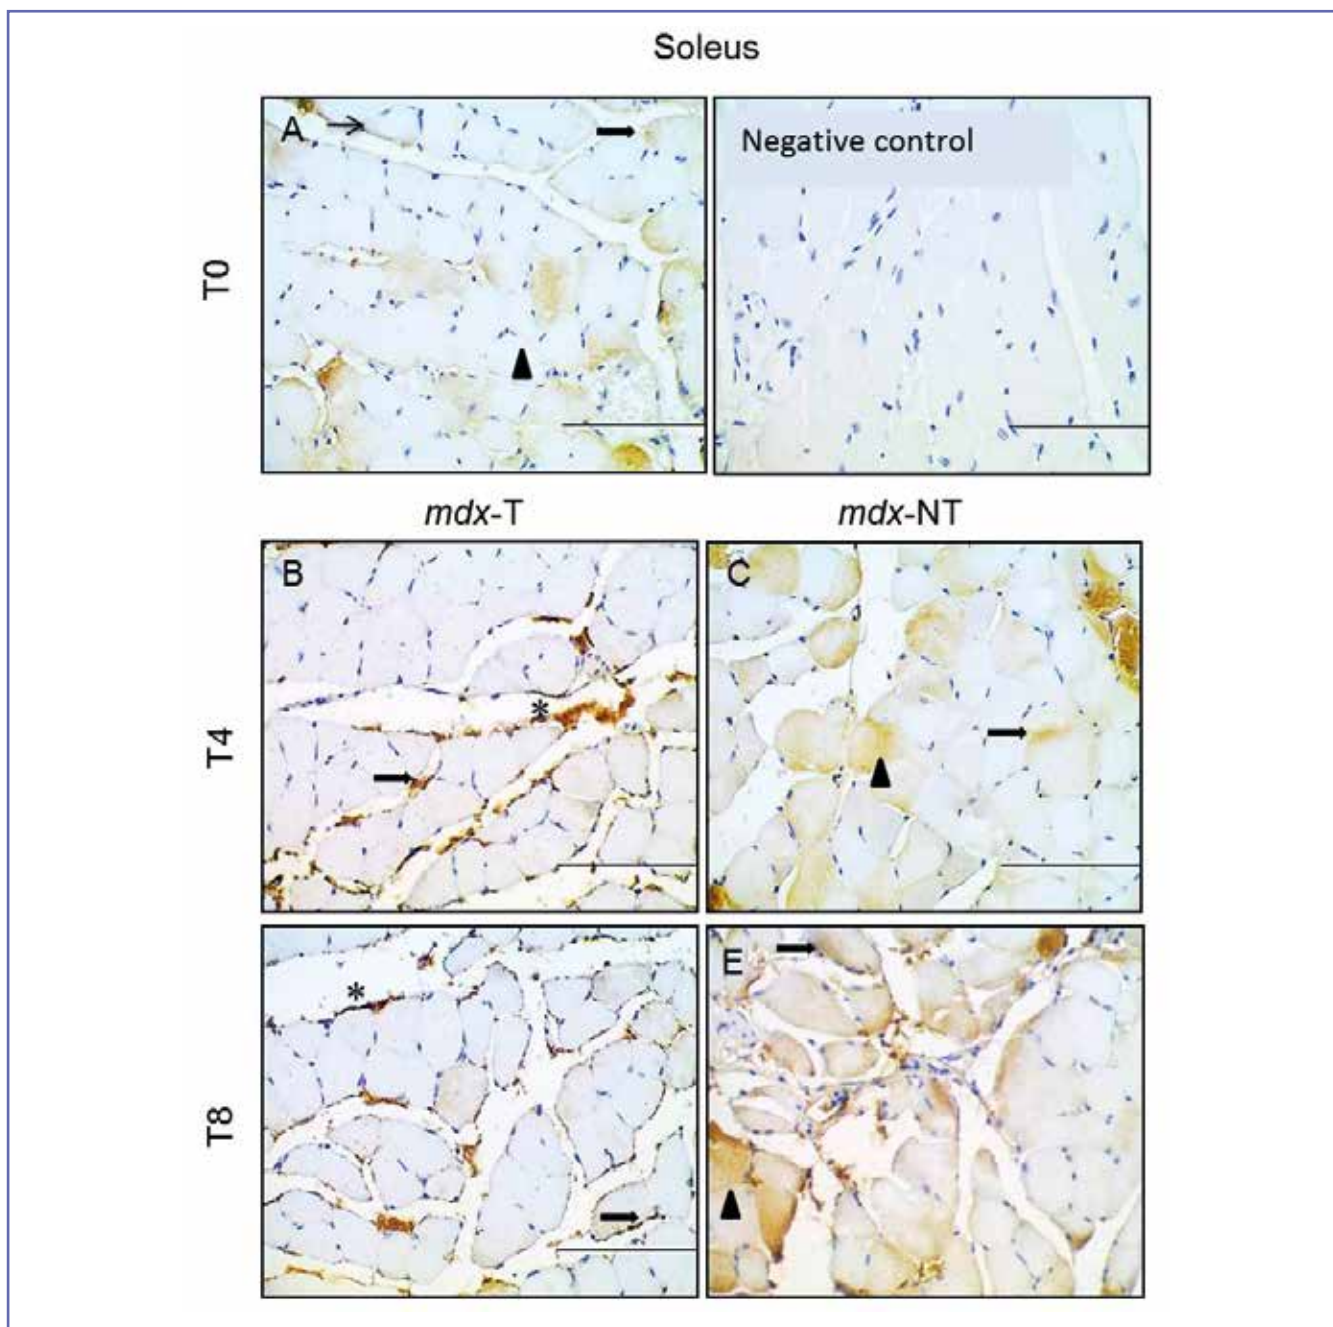 Soleus
A
Negative control
T0
mdx-T
mdx-NT
B
*
C
T4
*
E
T8